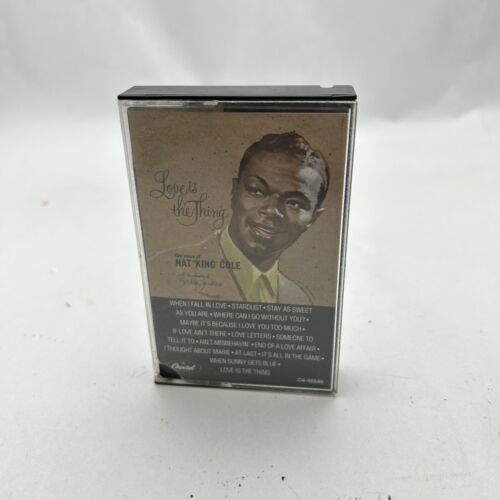 Love is
the Thing
the voice of
NAT "KING" COLE
WHEN I FALL IN LOVE • STARDUST • STAY AS SWEET
AS YOU ARE • WHERE CAN I GO WITHOUT YOU? •
MAYBE IT'S BECAUSE I LOVE YOU TOO MUCH •
IF LOVE AIN'T THERE • LOVE LETTERS • SOMEONE TO
TELL IT TO • AIN'T MISBEHAVIN' • END OF A LOVE AFFAIR •
I THOUGHT ABOUT MARIE • AT LAST • IT'S ALL IN THE GAME •
WHEN SUNNY GETS BLUE •
LOVE IS THE THING
Capitol